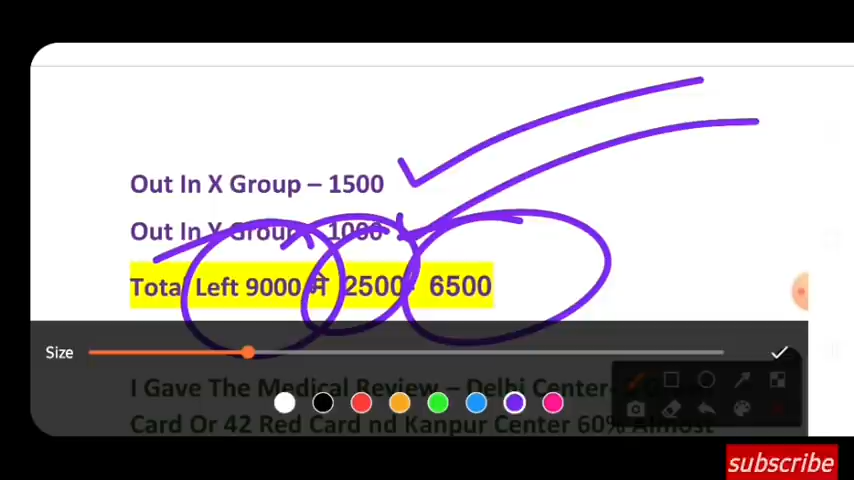 Out In X Group – 1500
Out In Y Group – 1000
Total Left 9000 में 2500- 6500
Size
I Gave The Medical Review – Delhi Center-
Card Or 42 Red Card nd Kanpur Center 60% Almost
subscribe